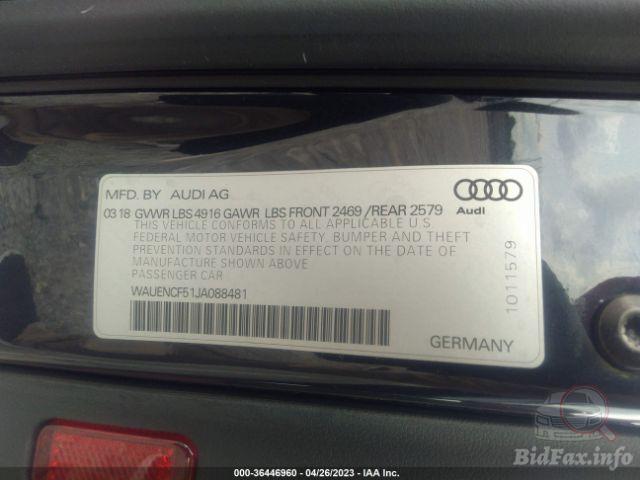 MFD. BY AUDI AG
03 18 GVWR LBS 4916 GAWR LBS FRONT 2469 /REAR 2579
Audi
THIS VEHICLE CONFORMS TO ALL APPLICABLE U S
FEDERAL MOTOR VEHICLE SAFETY, BUMPER AND THEFT
PREVENTION STANDARDS IN EFFECT ON THE DATE OF
MANUFACTURE SHOWN ABOVE
PASSENGER CAR
WAUENCF51JA088481
1011579
GERMANY
BidFax.info
000-36446960 - 04/26/2023 - IAA Inc.